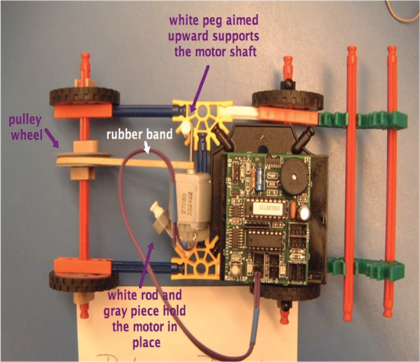 white peg aimed
upward supports
the motor shaft
pulley
wheel
rubber band
white rod and
gray piece hold
the motor in
place